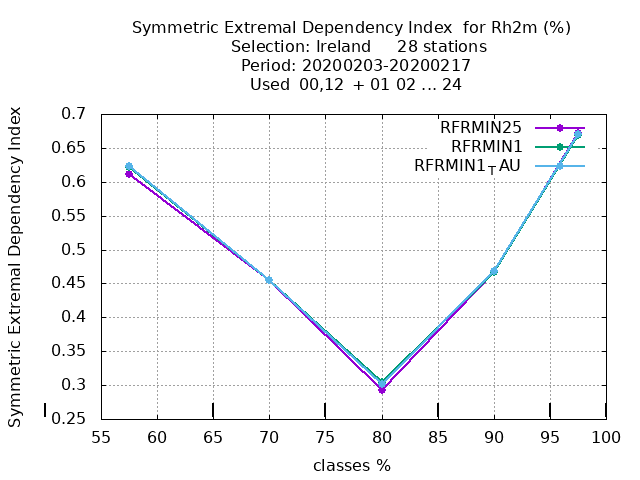 Symmetric Extremal Dependency Index for Rh2m (%)
Selection: Ireland 28 stations
Period: 20200203-20200217
Used 00,12 + 01 02 ... 24
Symmetric Extremal Dependency Index
0.7
0.65
0.6
0.55
0.5
0.45
0.4
0.35
0.3
0.25
RFRMIN25
RFRMIN1
RFRMIN1TAU
55 60 65 70 75 80 85 90 95 100
classes %